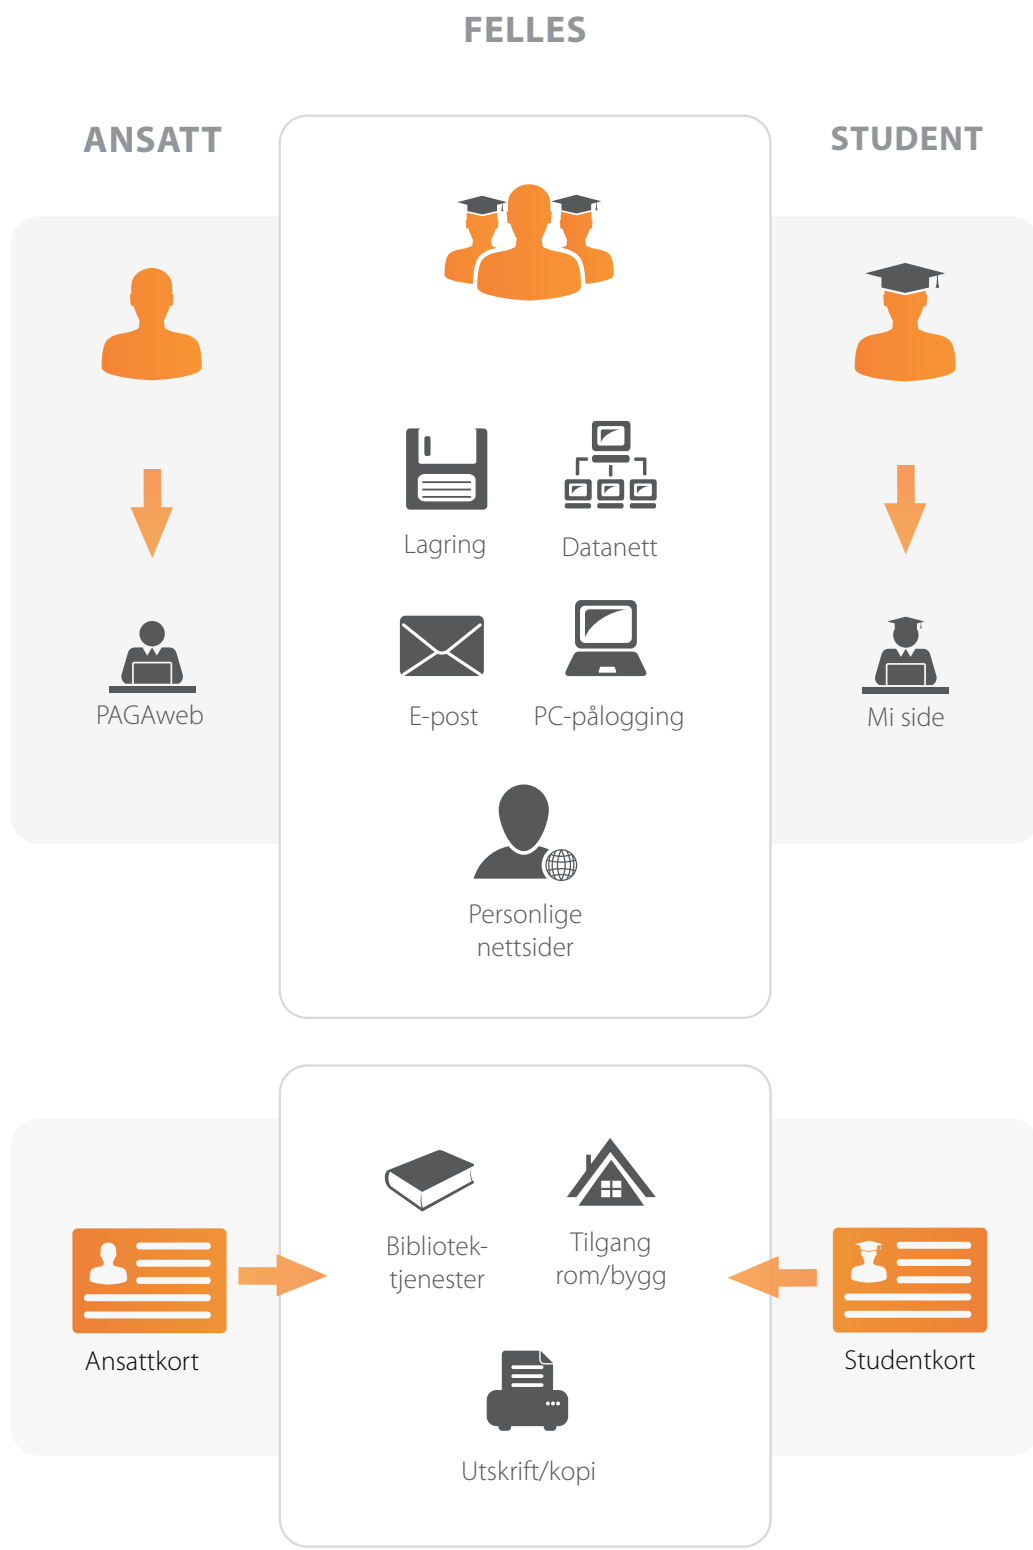 FELLES
ANSATT
STUDENT
Lagring
Datanett
E-post
PC-pålogging
PAGAweb
Mi side
Personlige
nettsider
Bibliotek-
tjenester
Tilgang
rom/bygg
Ansattkort
Studentkort
Utskrift/kopi